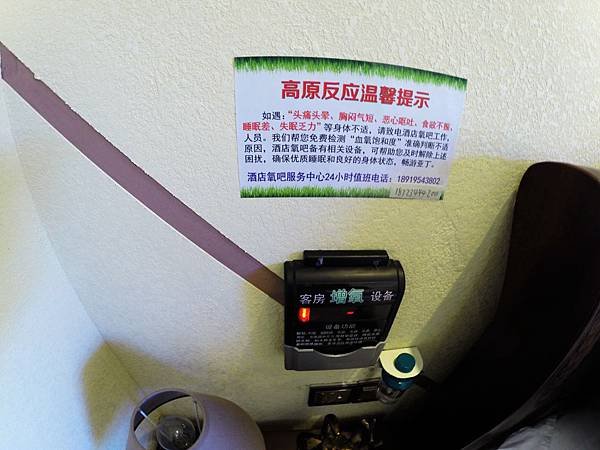 高原反应温馨提示
如遇：“头痛头晕、胸闷气短、恶心呕吐、食欲不振、
睡眠差、失眠乏力”等身体不适，请致电酒店氧吧工作
人员。我们帮您免费检测“血氧饱和度”准确判断不适
原因，酒店氧吧备有相关设备，可帮助您及时解除上述
困扰，确保优质睡眠和良好的身体状态，畅游亚丁。
酒店氧吧服务中心24小时值班电话：18919543802
客房 增氧 设备
设备功能